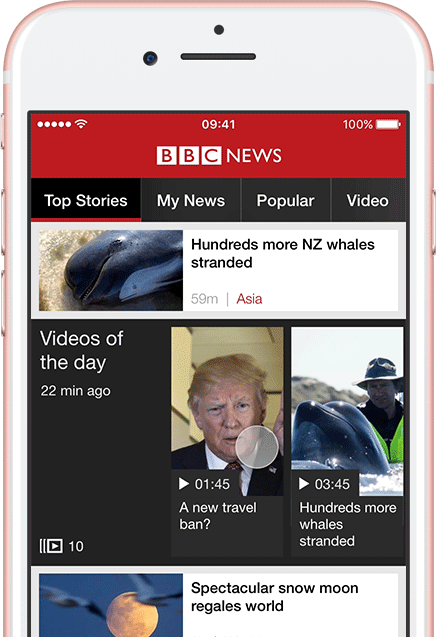 09:41
100%
BBC NEWS
Top Stories
My News
Popular
Video
Hundreds more NZ whales
stranded
59m | Asia
Videos of
the day
22 min ago
10
01:45
A new travel
ban?
03:45
Hundreds more
whales
stranded
Spectacular snow moon
regales world